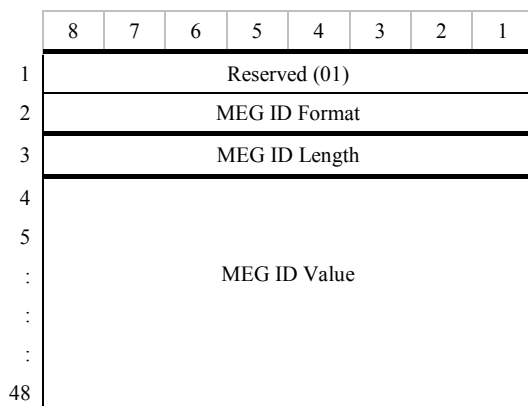 8 7 6 5 4 3 2 1
1 Reserved (01)
2 MEG ID Format
3 MEG ID Length
4
5
: MEG ID Value
:
:
48